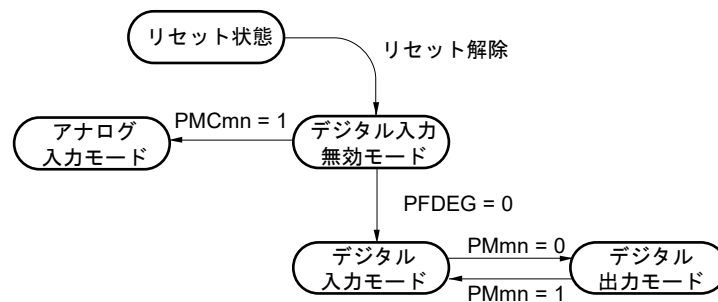 リセット状態
リセット解除
アナログ
入力モード
PMCmn = 1
デジタル入力
無効モード
PFDEG = 0
デジタル
入力モード
PMmn = 0
PMmn = 1
デジタル
出力モード